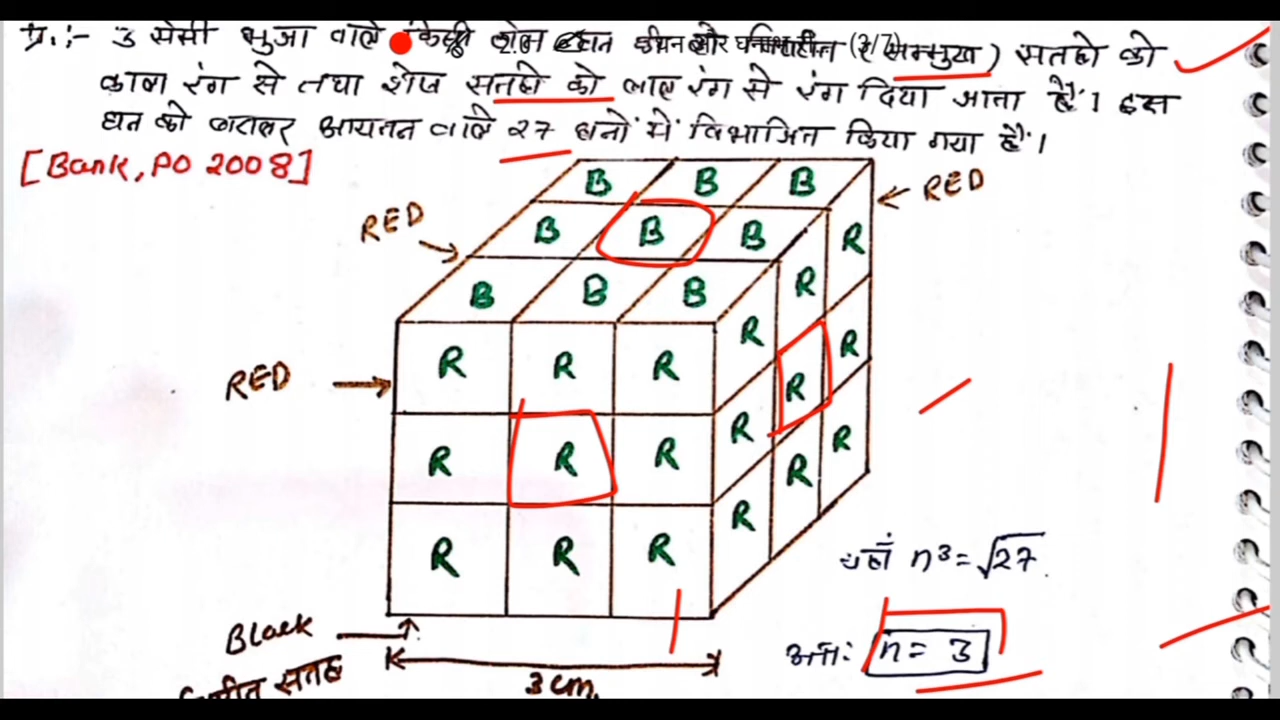 प्र.:- 3 सेमी भुजा वाले किसी घन (सम्मुख) सतहो को
काला रंग से तथा शेष सतहो को लाल रंग से रंग दिया जाता है। इस
घन को बराबर आयतन वाले 27 घनों में विभाजित किया गया है।
[Bank, PO 2008]
B B B
RED
RED
B B B R
B B B R
R R
R R R R
RED
R
R R R R R
R
R
R R R
यहाँ n³ = √27
Black
अतः n = 3
सतह
3 cm.